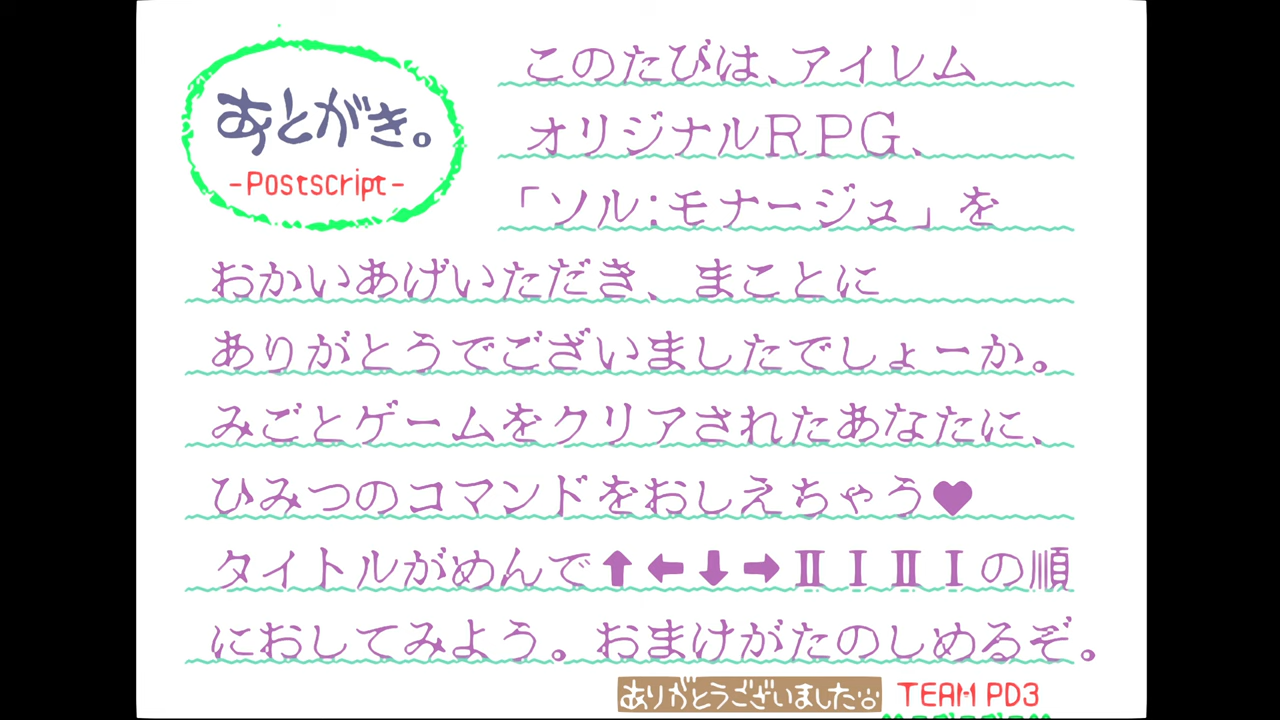 あとがき。
-Postscript-
このたびは、アイレム
オリジナルRPG、
「ソル:モナージュ」を
おかいあげいただき、まことに
ありがとうでございましたでしょーか。
みごとゲームをクリアされたあなたに、
ひみつのコマンドをおしえちゃう♥
タイトルがめんで⬆⬅⬇➡ⅡⅠⅡⅠの順
におしてみよう。おまけがたのしめるぞ。
ありがとうございました
TEAM PD3